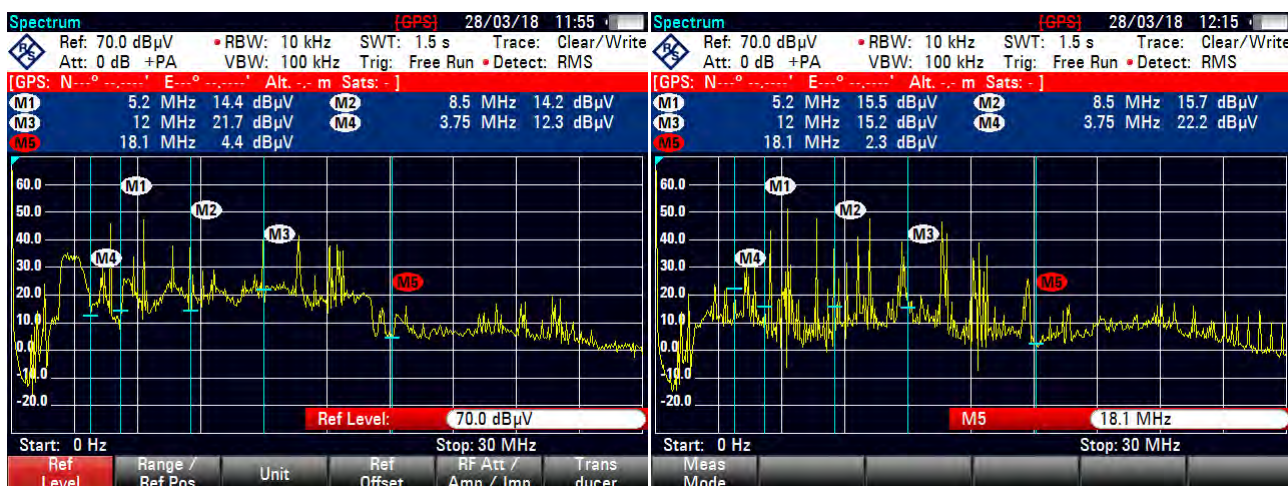 Spectrum [GPS] 28/03/18 11:55
Ref: 70.0 dBµV • RBW: 10 kHz SWT: 1.5 s Trace: Clear/Write
Att: 0 dB +PA VBW: 100 kHz Trig: Free Run • Detect: RMS
[GPS: N---° --.----' E---° --.----' Alt. -.- m Sats: - ]
M1 5.2 MHz 14.4 dBµV M2 8.5 MHz 14.2 dBµV
M3 12 MHz 21.7 dBµV M4 3.75 MHz 12.3 dBµV
M5 18.1 MHz 4.4 dBµV
60.0
M1
50.0
M2
40.0
M3
30.0
M4
20.0
M5
10.0
0.0
-10.0
-20.0
Ref Level: 70.0 dBµV
Start: 0 Hz Stop: 30 MHz
Ref Level
Range / Ref Pos
Unit
Ref Offset
RF Att / Amp / Imp
Trans ducer
Spectrum [GPS] 28/03/18 12:15
Ref: 70.0 dBµV • RBW: 10 kHz SWT: 1.5 s Trace: Clear/Write
Att: 0 dB +PA VBW: 100 kHz Trig: Free Run • Detect: RMS
[GPS: N---° --.----' E---° --.----' Alt. -.- m Sats: - ]
M1 5.2 MHz 15.5 dBµV M2 8.5 MHz 15.7 dBµV
M3 12 MHz 15.2 dBµV M4 3.75 MHz 22.2 dBµV
M5 18.1 MHz 2.3 dBµV
60.0
M1
50.0
M2
40.0
M3
30.0
M4
20.0
M5
10.0
0.0
-10.0
-20.0
M5 18.1 MHz
Start: 0 Hz Stop: 30 MHz
Meas Mode